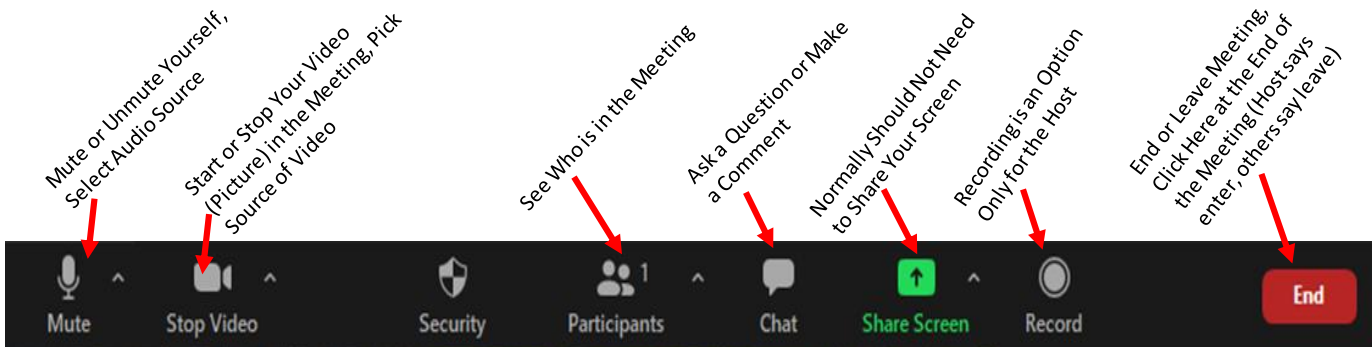 Mute or Unmute Yourself,
Select Audio Source
Start or Stop Your Video
(Picture) in the Meeting, Pick
Source of Video
See Who is in the Meeting
Ask a Question or Make
a Comment
Normally Should Not Need
to Share Your Screen
Recording is an Option
Only for the Host
End or Leave Meeting,
Click Here at the End of
the Meeting (Host says
enter, others say leave)
Mute
Stop Video
Security
Participants
1
Chat
Share Screen
Record
End